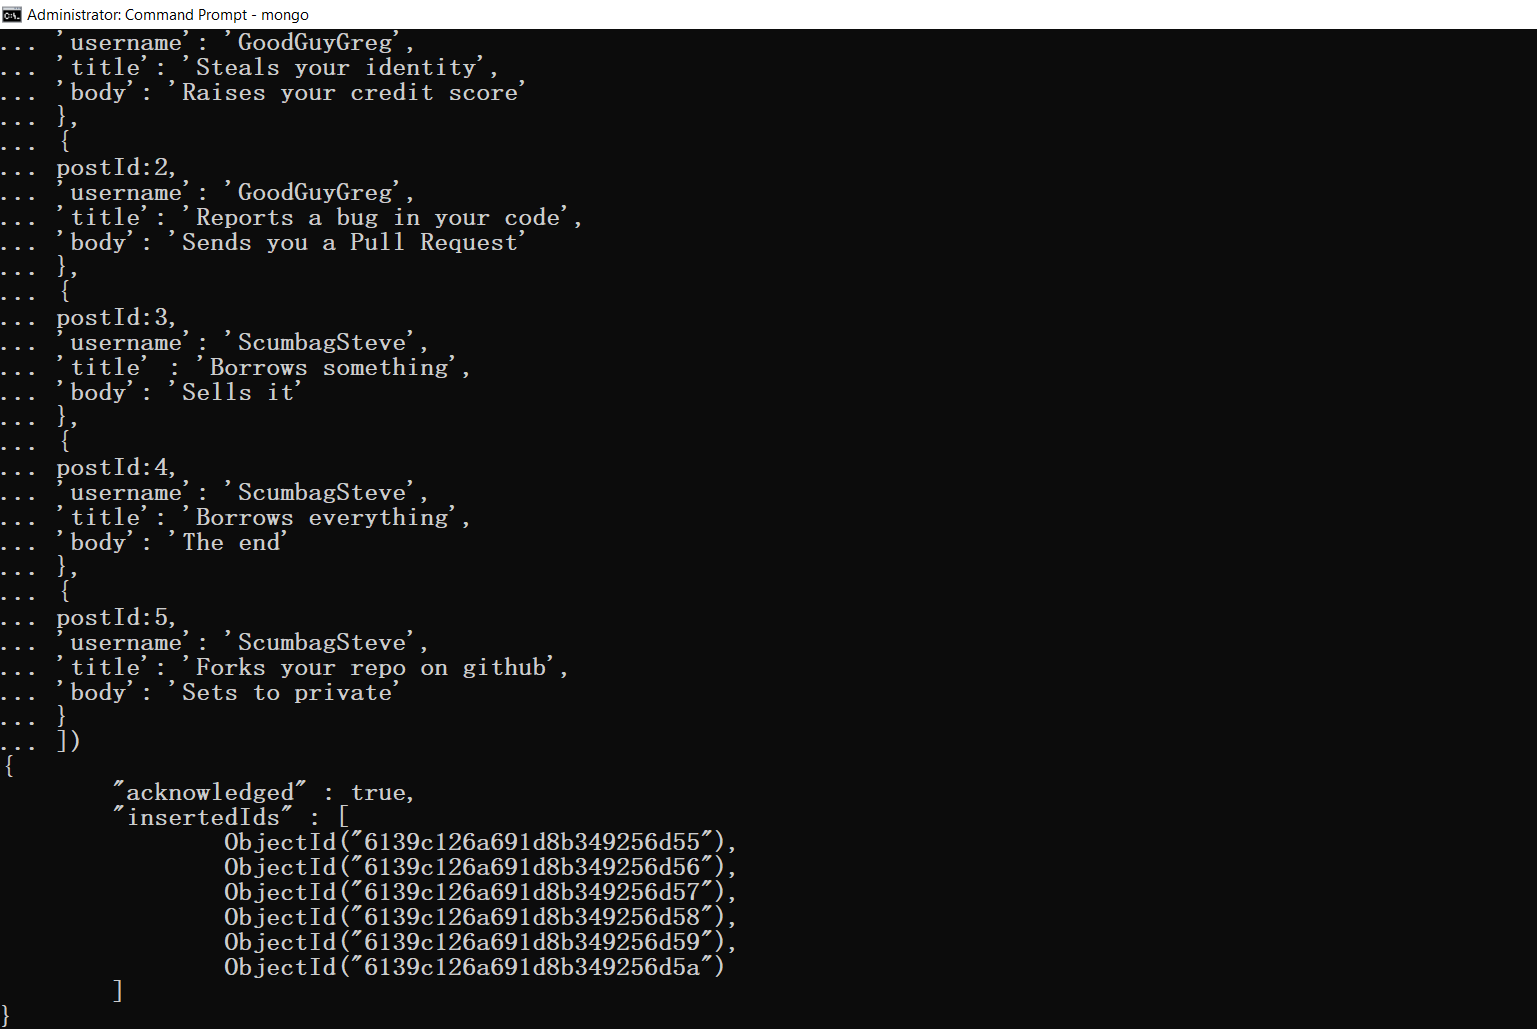 Administrator: Command Prompt - mongo
... 'username': 'GoodGuyGreg',
... 'title': 'Steals your identity',
... 'body': 'Raises your credit score'
... },
... {
... postId:2,
... 'username': 'GoodGuyGreg',
... 'title': 'Reports a bug in your code',
... 'body': 'Sends you a Pull Request'
... },
... {
... postId:3,
... 'username': 'ScumbagSteve',
... 'title' : 'Borrows something',
... 'body': 'Sells it'
... },
... {
... postId:4,
... 'username': 'ScumbagSteve',
... 'title': 'Borrows everything',
... 'body': 'The end'
... },
... {
... postId:5,
... 'username': 'ScumbagSteve',
... 'title': 'Forks your repo on github',
... 'body': 'Sets to private'
... }
... ])
{
"acknowledged" : true,
"insertedIds" : [
ObjectId("6139c126a691d8b349256d55"),
ObjectId("6139c126a691d8b349256d56"),
ObjectId("6139c126a691d8b349256d57"),
ObjectId("6139c126a691d8b349256d58"),
ObjectId("6139c126a691d8b349256d59"),
ObjectId("6139c126a691d8b349256d5a")
]
}